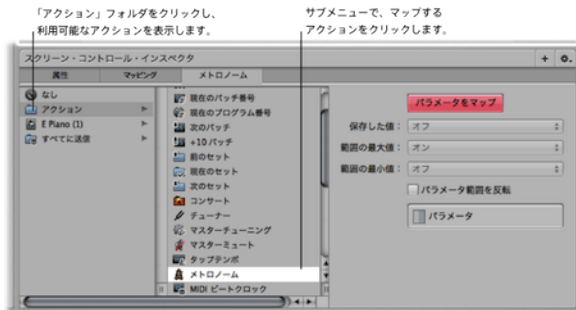 「アクション」フォルダをクリックし、
利用可能なアクションを表示します。
サブメニューで、マップする
アクションをクリックします。
スクリーン・コントロール・インスペクタ
属性
マッピング
メトロノーム
なし
アクション
E Piano (1)
すべてに送信
現在のパッチ番号
現在のプログラム番号
次のパッチ
+10 パッチ
前のセット
現在のセット
次のセット
コンサート
チューナー
マスターチューニング
マスターミュート
タップテンポ
メトロノーム
MIDI ビートクロック
パラメータをマップ
保存した値： オフ
範囲の最大値： オン
範囲の最小値： オフ
パラメータ範囲を反転
パラメータ